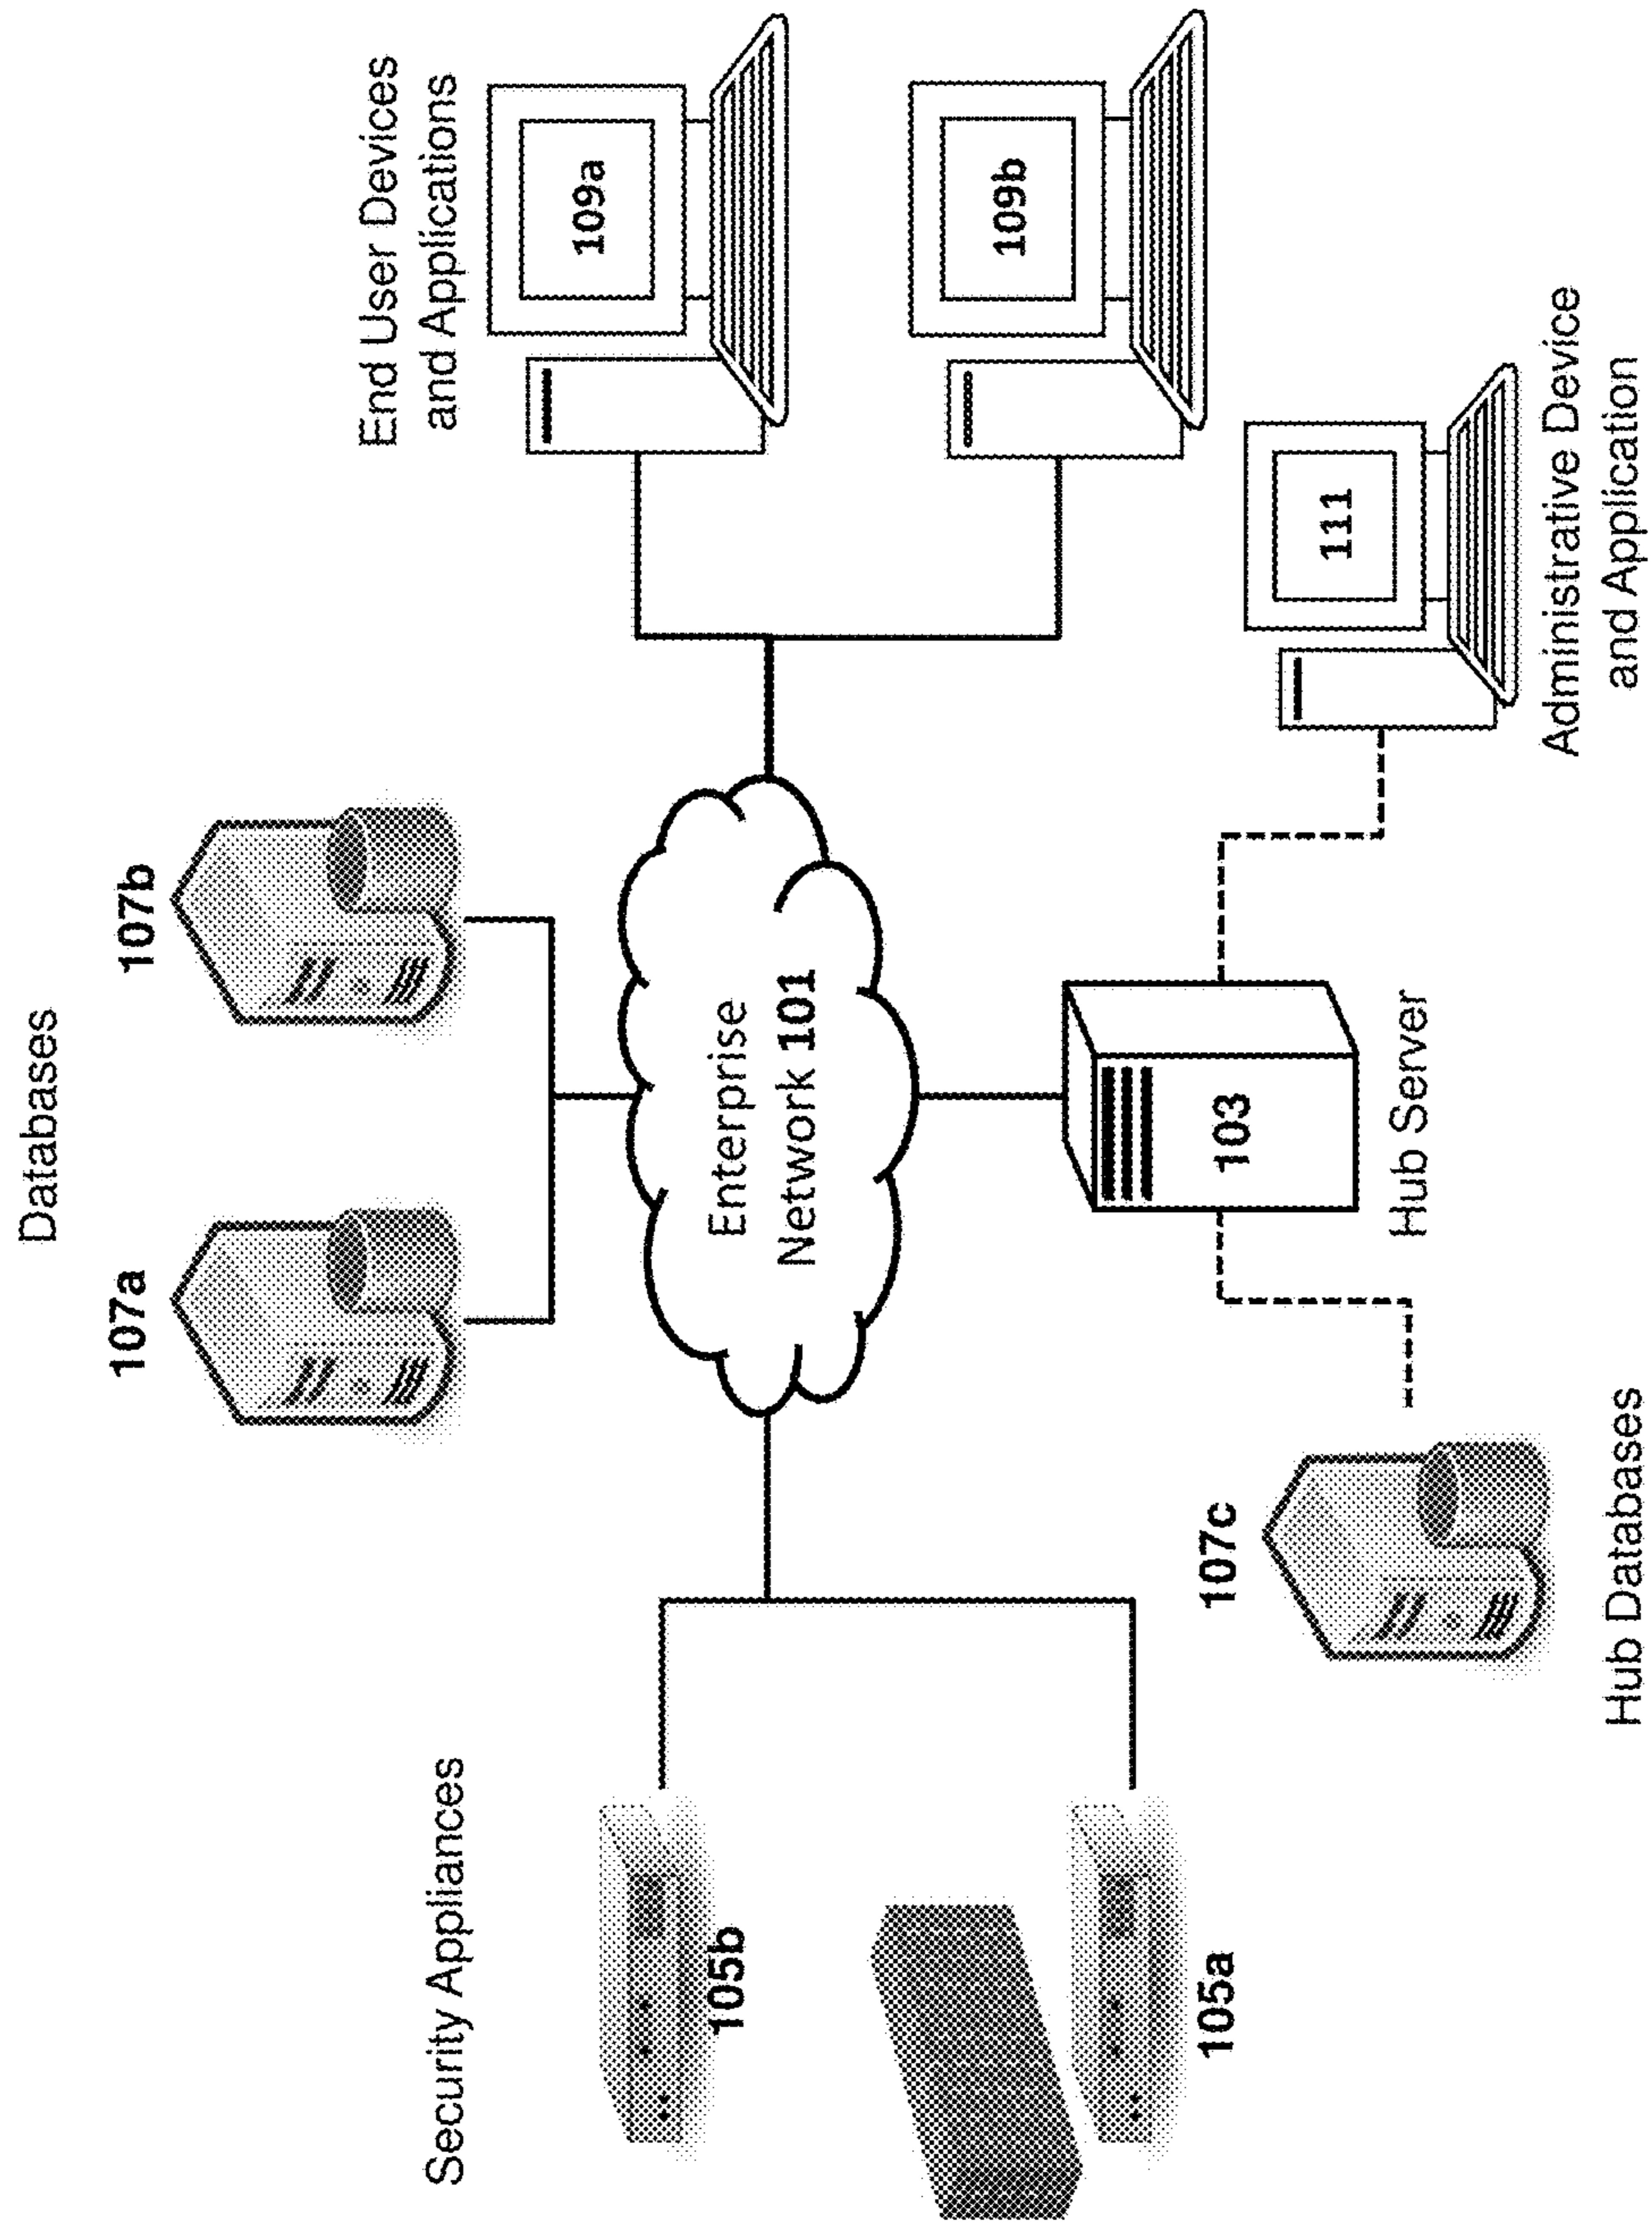 Databases
107a
107b
End User Devices
and Applications
109a
109b
Security Appliances
105b
105a
Enterprise
Network 101
103
Hub Server
107c
Hub Databases
111
Administrative Device
and Application